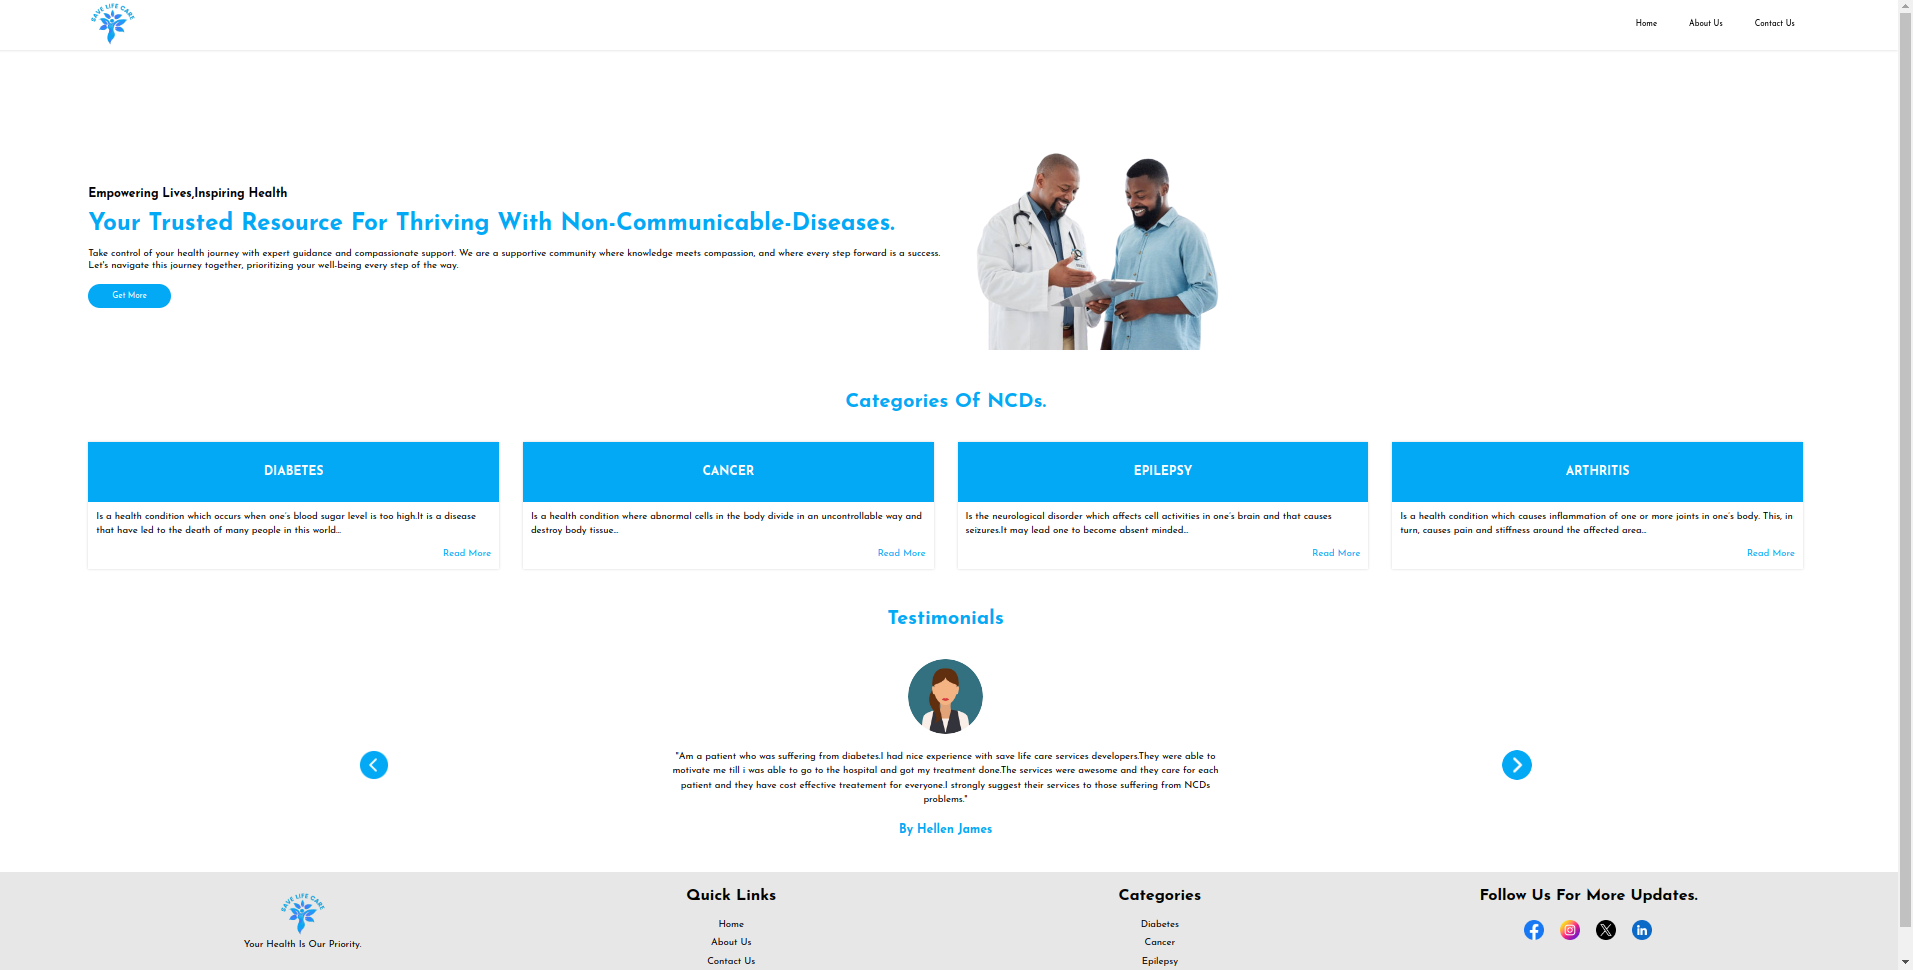 SAVE LIFE CARE
Home
About Us
Contact Us
Empowering Lives,Inspiring Health
Your Trusted Resource For Thriving With Non-Communicable-Diseases.
Take control of your health journey with expert guidance and compassionate support. We are a supportive community where knowledge meets compassion, and where every step forward is a success.
Let's navigate this journey together, prioritizing your well-being every step of the way.
Get More
Categories Of NCDs.
DIABETES
Is a health condition which occurs when one's blood sugar level is too high.It is a disease
that have led to the death of many people in this world...
Read More
CANCER
Is a health condition where abnormal cells in the body divide in an uncontrollable way and
destroy body tissue...
Read More
EPILEPSY
Is the neurological disorder which affects cell activities in one's brain and that causes
seizures.It may lead one to become absent minded...
Read More
ARTHRITIS
Is a health condition which causes inflammation of one or more joints in one's body. This, in
turn, causes pain and stiffness around the affected area...
Read More
Testimonials
"Am a patient who was suffering from diabetes.I had nice experience with save life care services developers.They were able to
motivate me till i was able to go to the hospital and got my treatment done.The services were awesome and they care for each
patient and they have cost effective treatement for everyone.I strongly suggest their services to those suffering from NCDs
problems."
By Hellen James
SAVE LIFE CARE
Your Health Is Our Priority.
Quick Links
Home
About Us
Contact Us
Categories
Diabetes
Cancer
Epilepsy
Follow Us For More Updates.